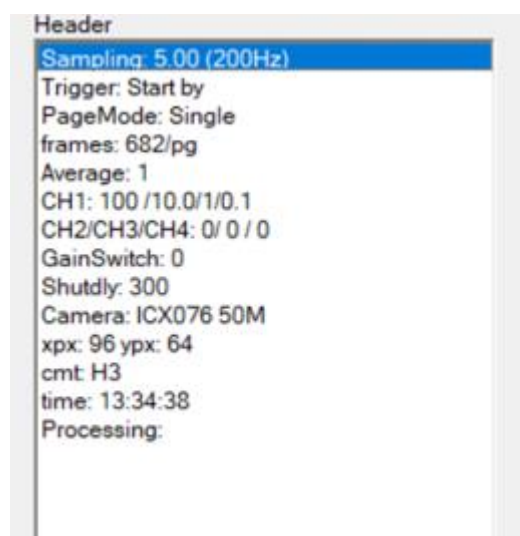 Header
Sampling: 5.00 (200Hz)
Trigger: Start by
PageMode: Single
frames: 682/pg
Average: 1
CH1: 100 /10.0/1/0.1
CH2/CH3/CH4: 0/ 0 / 0
GainSwitch: 0
Shutdly: 300
Camera: ICX076 50M
xpx: 96 ypx: 64
cmt: H3
time: 13:34:38
Processing: